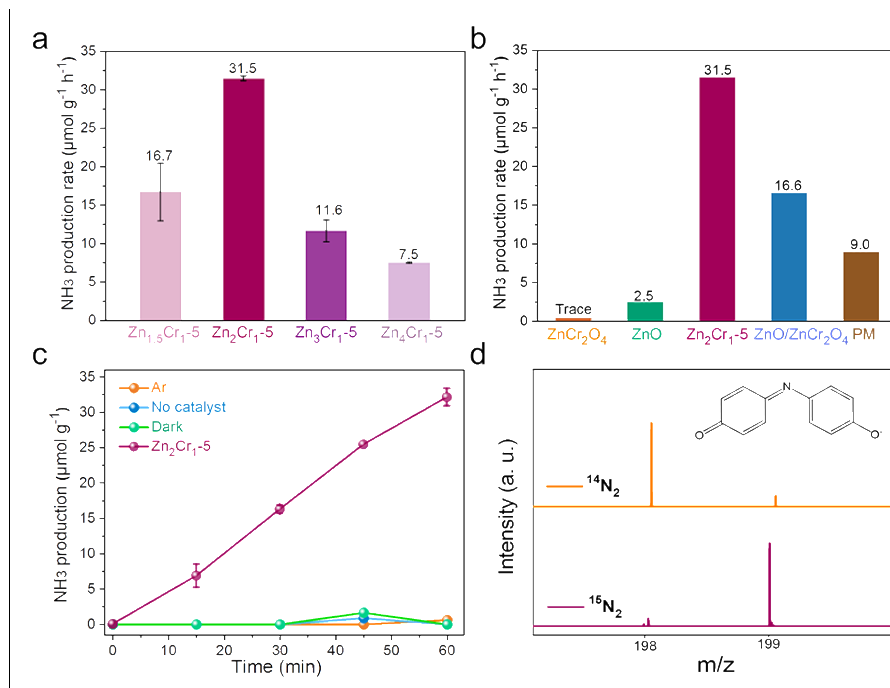 a
NH₃ production rate (μmol g⁻¹ h⁻¹)
35
30
25
20
15
10
5
0
16.7
31.5
11.6
7.5
Zn₁.₅Cr₁-5 Zn₂Cr₁-5 Zn₃Cr₁-5 Zn₄Cr₁-5
b
NH₃ production rate (μmol g⁻¹ h⁻¹)
35
30
25
20
15
10
5
0
Trace
2.5
31.5
16.6
9.0
ZnCr₂O₄ ZnO Zn₂Cr₁-5 ZnO/ZnCr₂O₄ PM
c
NH₃ production (μmol g⁻¹)
35
30
25
20
15
10
5
0
Ar
No catalyst
Dark
Zn₂Cr₁-5
0 10 20 30 40 50 60
Time (min)
d
Intensity (a. u.)
N
O
O⁻
¹⁴N₂
¹⁵N₂
198 199
m/z